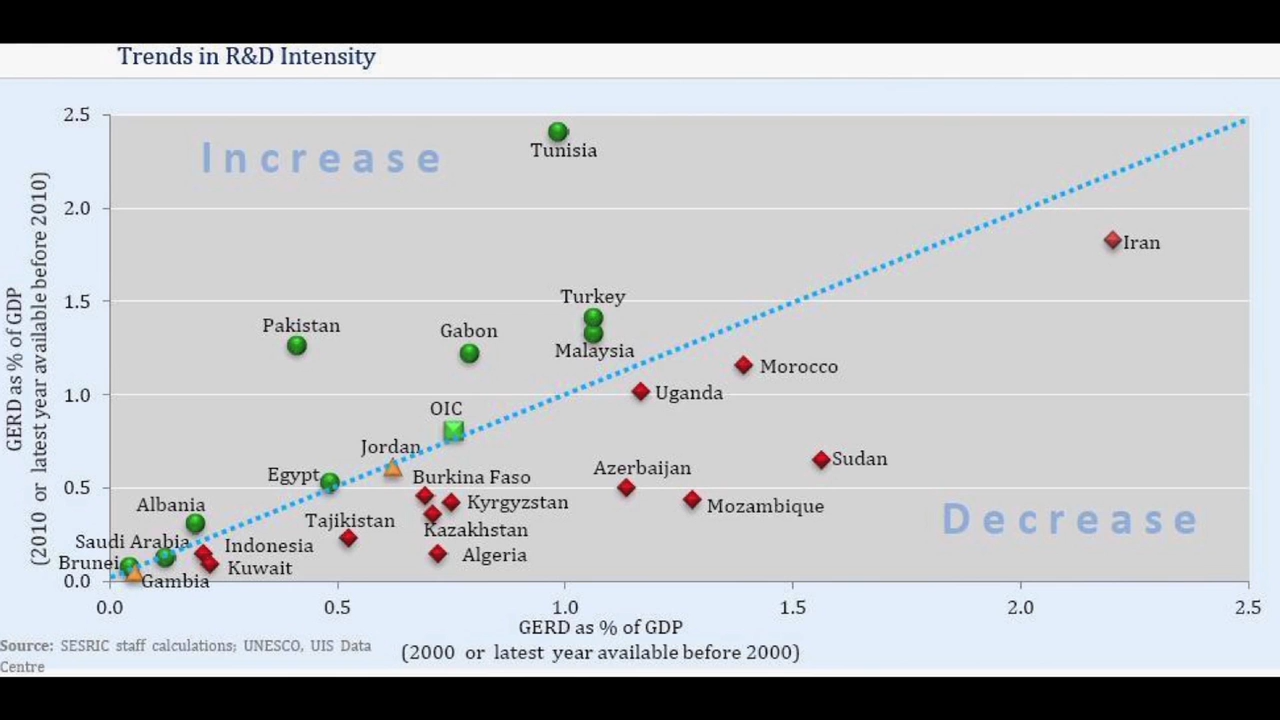 Trends in R&D Intensity
GERD as % of GDP
(2010 or latest year available before 2010)
2.5
2.0
1.5
1.0
0.5
0.0
Increase
Tunisia
Iran
Turkey
Pakistan
Gabon
Malaysia
Morocco
Uganda
OIC
Jordan
Sudan
Azerbaijan
Egypt
Burkina Faso
Kyrgyzstan
Mozambique
Albania
Decrease
Tajikistan
Kazakhstan
Saudi Arabia
Indonesia
Algeria
Brunei
Kuwait
Gambia
0.0 0.5 1.0 1.5 2.0 2.5
GERD as % of GDP
(2000 or latest year available before 2000)
Source: SESRIC staff calculations; UNESCO, UIS Data
Centre